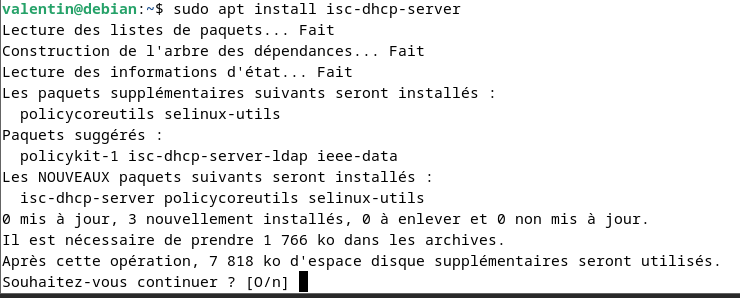 valentin@debian:~$ sudo apt install isc-dhcp-server
Lecture des listes de paquets... Fait
Construction de l'arbre des dépendances... Fait
Lecture des informations d'état... Fait
Les paquets supplémentaires suivants seront installés :
  policycoreutils selinux-utils
Paquets suggérés :
  policykit-1 isc-dhcp-server-ldap ieee-data
Les NOUVEAUX paquets suivants seront installés :
  isc-dhcp-server policycoreutils selinux-utils
0 mis à jour, 3 nouvellement installés, 0 à enlever et 0 non mis à jour.
Il est nécessaire de prendre 1 766 ko dans les archives.
Après cette opération, 7 818 ko d'espace disque supplémentaires seront utilisés.
Souhaitez-vous continuer ? [O/n]